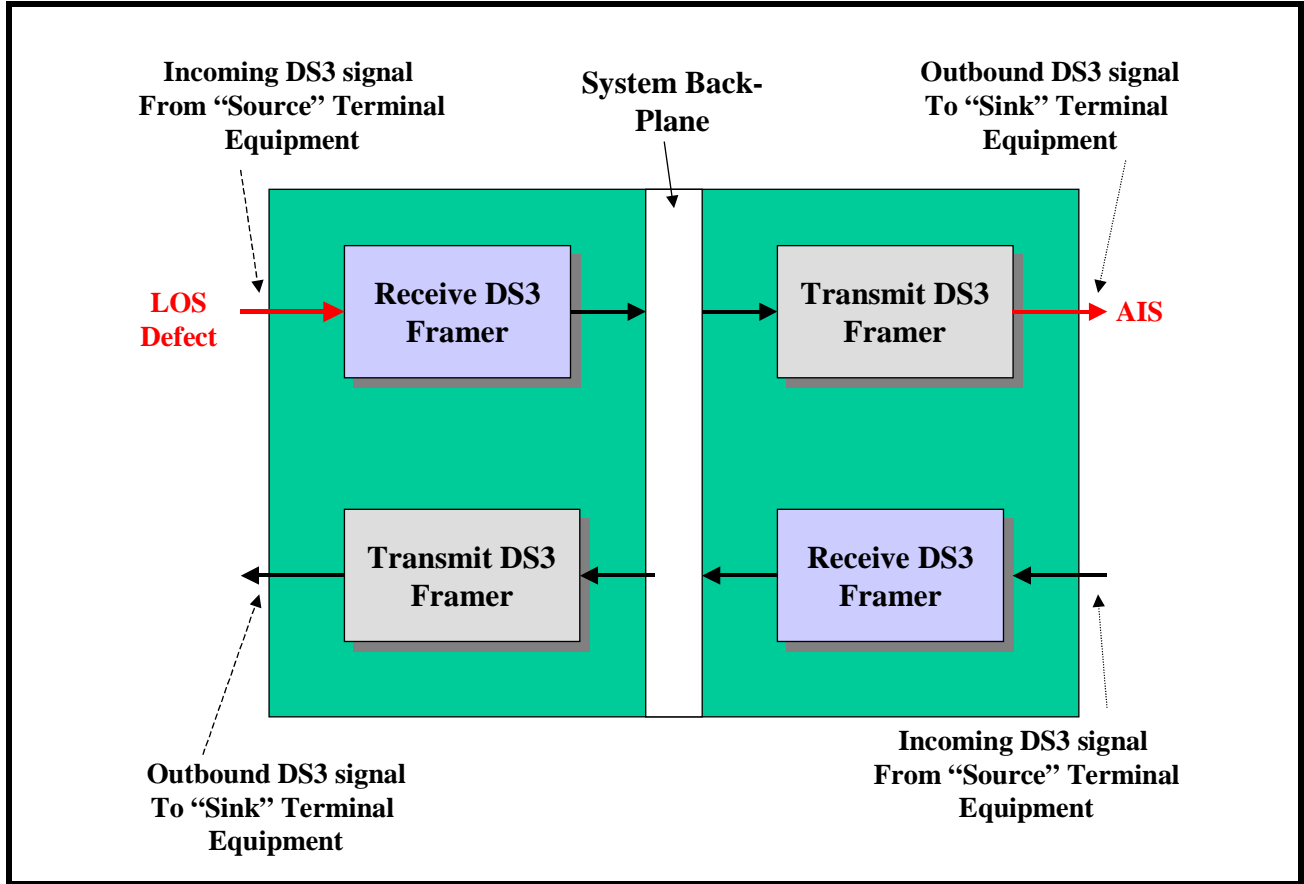 Incoming DS3 signal
From “Source” Terminal
Equipment
System Back-
Plane
Outbound DS3 signal
To “Sink” Terminal
Equipment
LOS
Defect
Receive DS3
Framer
Transmit DS3
Framer
AIS
Transmit DS3
Framer
Receive DS3
Framer
Outbound DS3 signal
To “Sink” Terminal
Equipment
Incoming DS3 signal
From “Source” Terminal
Equipment